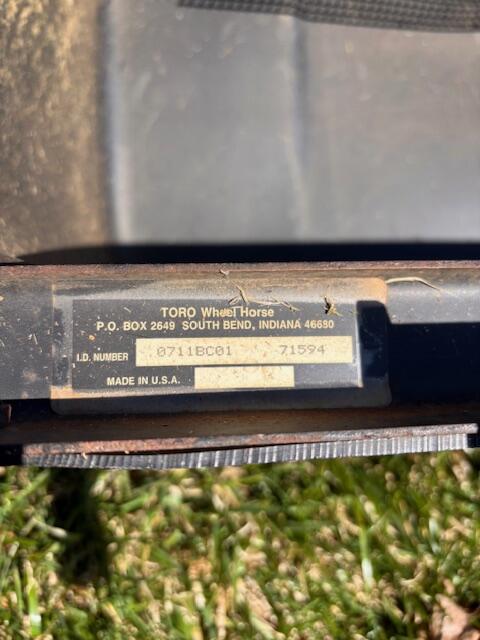 TORO Wheel Horse
P.O. BOX 2649 SOUTH BEND, INDIANA 46680
I.D. NUMBER 0711BC01 71594
MADE IN U.S.A.